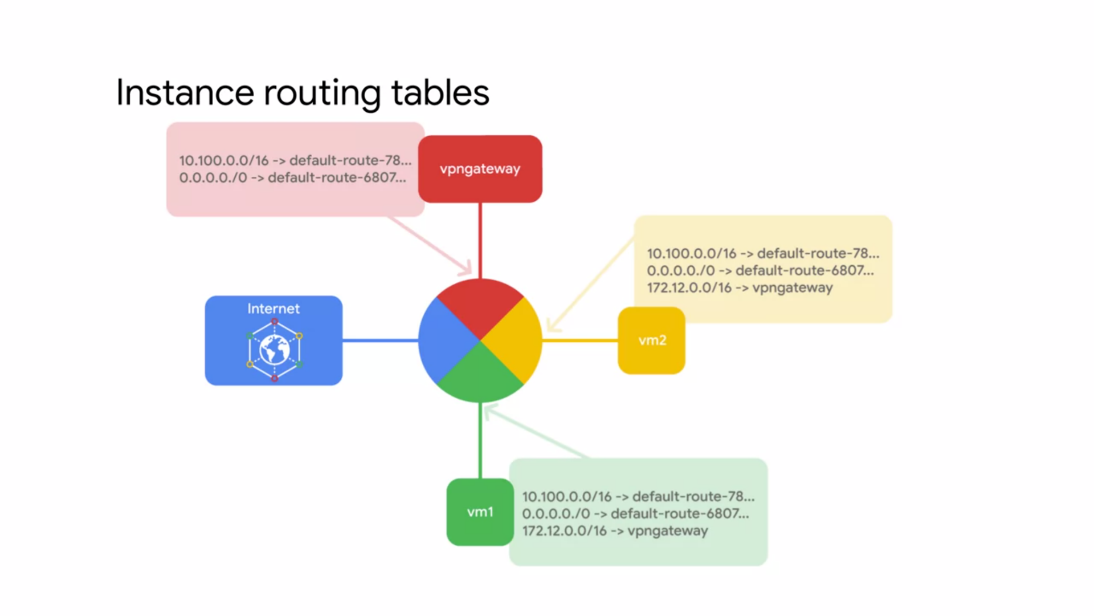 Instance routing tables
10.100.0.0/16 -> default-route-78...
0.0.0.0./0 -> default-route-6807...
vpngateway
10.100.0.0/16 -> default-route-78...
0.0.0.0./0 -> default-route-6807...
172.12.0.0/16 -> vpngateway
Internet
vm2
vm1
10.100.0.0/16 -> default-route-78...
0.0.0.0./0 -> default-route-6807...
172.12.0.0/16 -> vpngateway